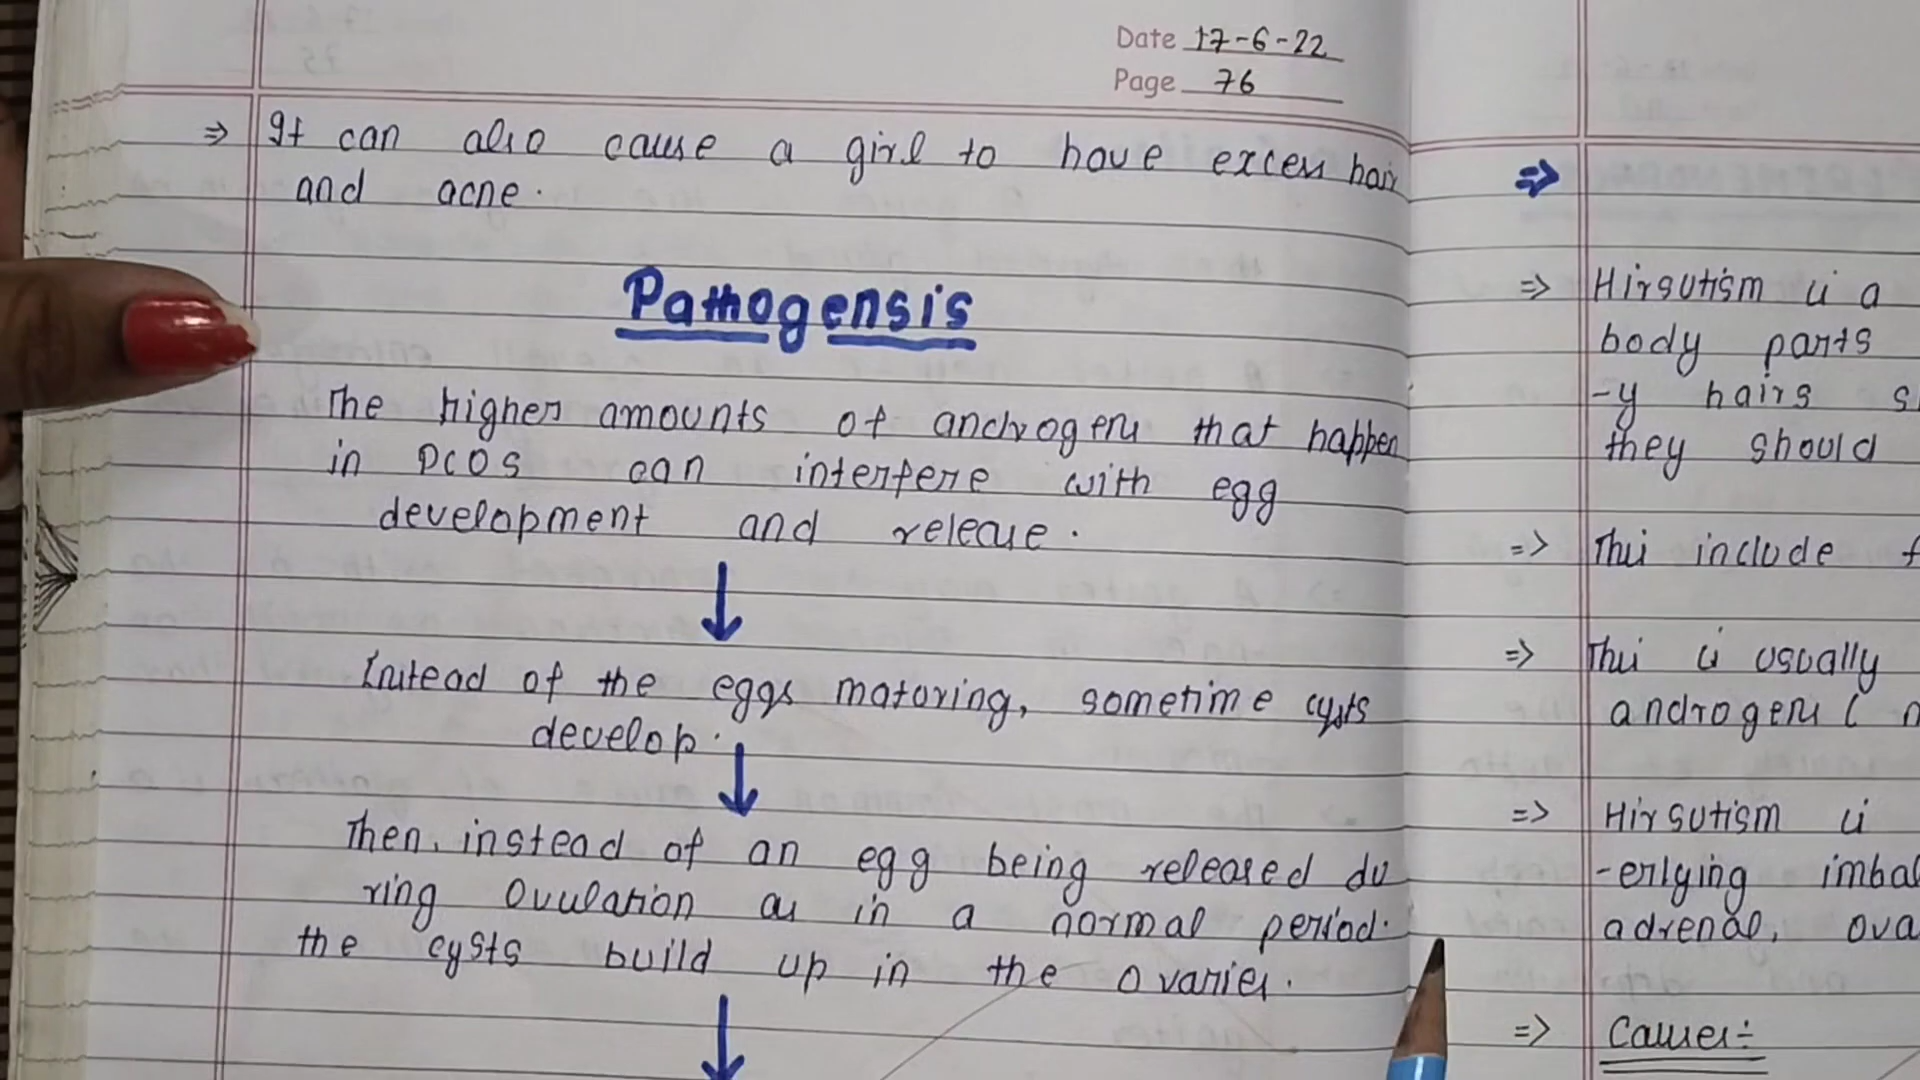 Date 17-6-22
Page 76
⇒ It can also cause a girl to have excess hair
and acne.
Pathogensis
The higher amounts of androgens that happen
in PCOS can interfere with egg
development and release.
↓
Instead of the eggs maturing, sometime cysts
develop.
↓
Then, instead of an egg being released du
ring ovulation as in a normal period.
the cysts build up in the ovaries.
↓
⇒
⇒ Hirsutism is a
body parts
-y hairs
they should
=> This include
=> This is usually
androgens (
=> Hirsutism is
-erlying
adrenal,
=> Causes÷